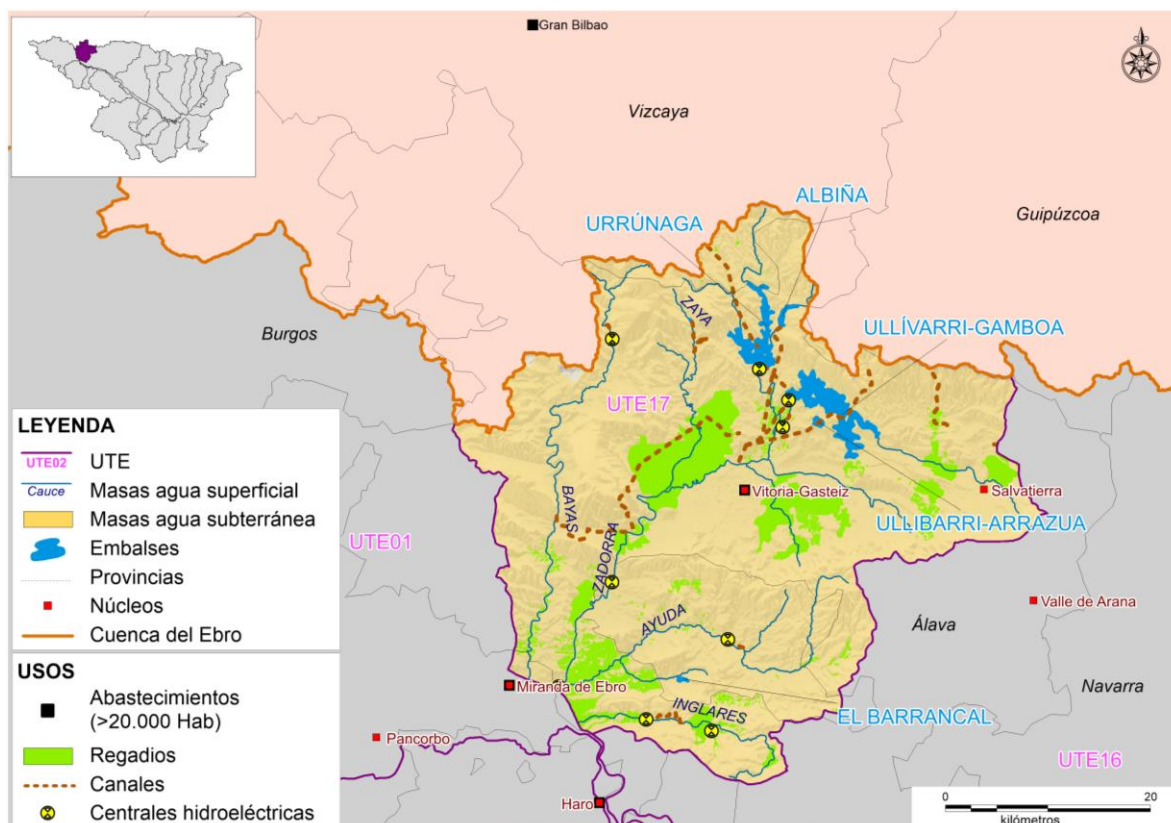 Gran Bilbao
Vizcaya
ALBIÑA
Guipúzcoa
URRÚNAGA
ZAYA
ULLÍVARRI-GAMBOA
Burgos
UTE17
LEYENDA
UTE02 UTE
Cauce Masas agua superficial
Masas agua subterránea
Embalses
Provincias
Núcleos
Cuenca del Ebro
USOS
Abastecimientos
(>20.000 Hab)
Regadios
Canales
Centrales hidroeléctricas
Vitoria-Gasteiz
Salvatierra
BAYAS
ULLIBARRI-ARRAZUA
UTE01
ZADORRA
Valle de Arana
AYUDA
Álava
Miranda de Ebro
Navarra
INGLARES
EL BARRANCAL
Pancorbo
UTE16
Haro
0 20
kilómetros